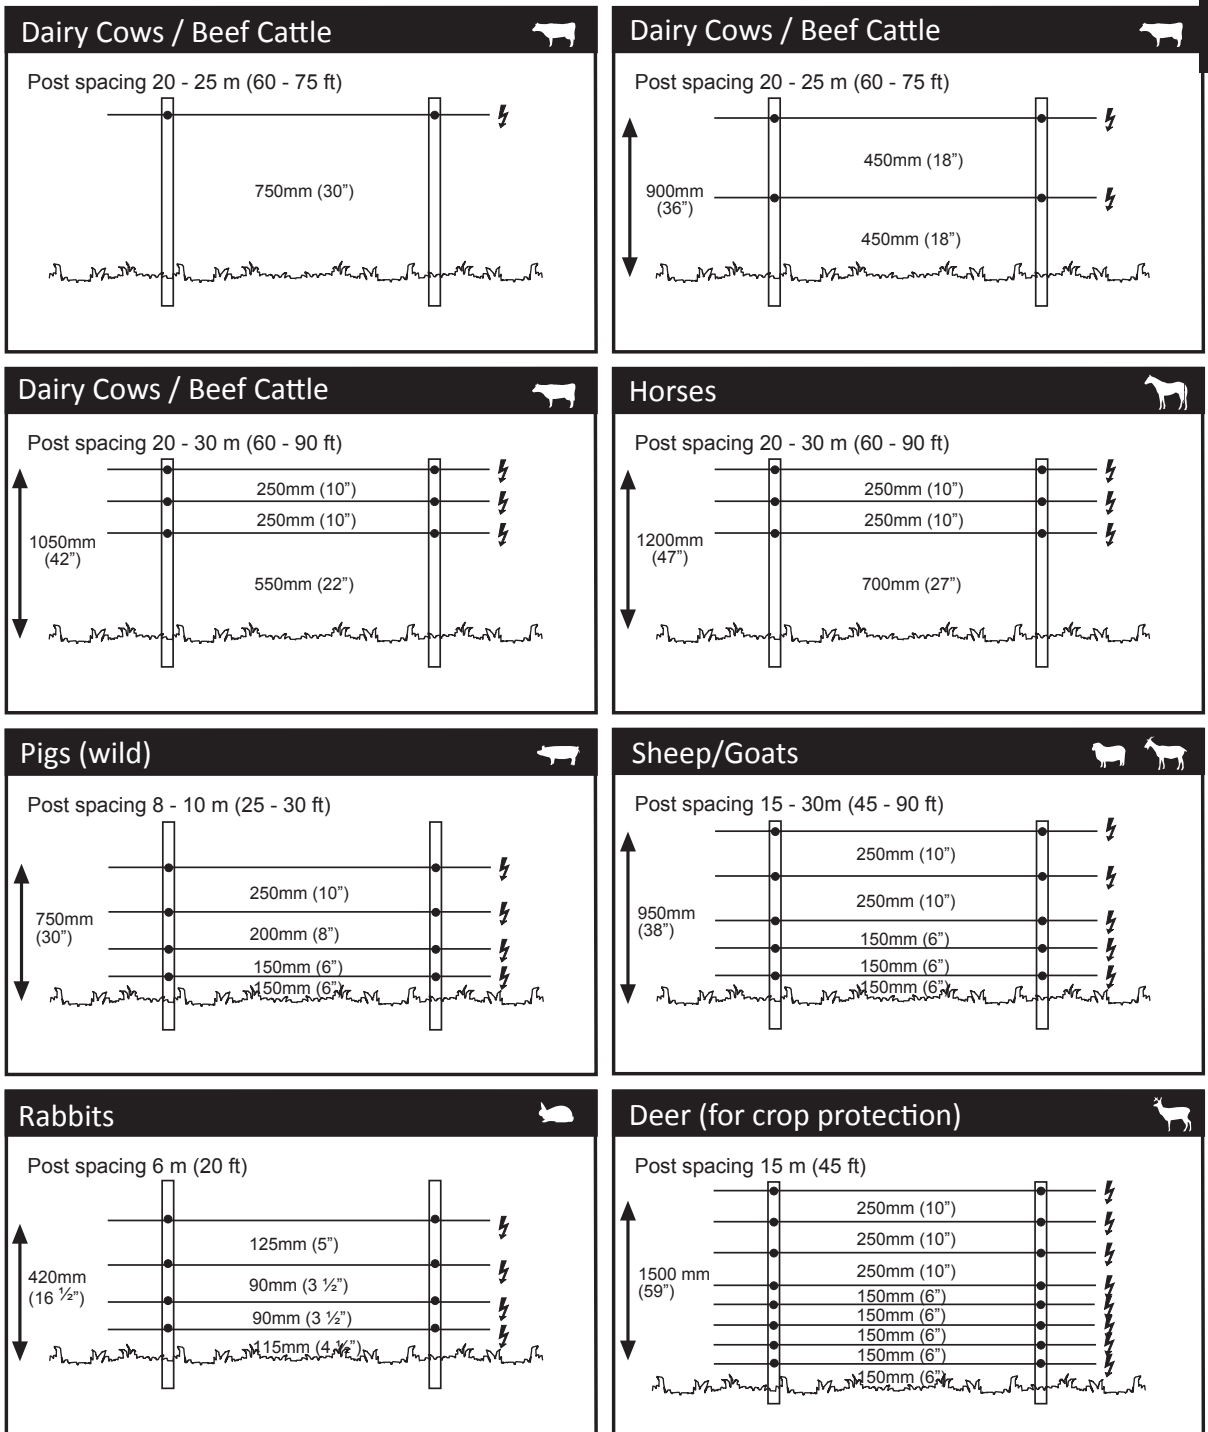 Dairy Cows / Beef Cattle
Post spacing 20 - 25 m (60 - 75 ft)
750mm (30”)
Dairy Cows / Beef Cattle
Post spacing 20 - 25 m (60 - 75 ft)
450mm (18”)
900mm
(36”)
450mm (18”)
Dairy Cows / Beef Cattle
Post spacing 20 - 30 m (60 - 90 ft)
250mm (10”)
250mm (10”)
1050mm
(42”)
550mm (22”)
Horses
Post spacing 20 - 30 m (60 - 90 ft)
250mm (10”)
250mm (10”)
1200mm
(47”)
700mm (27”)
Pigs (wild)
Post spacing 8 - 10 m (25 - 30 ft)
250mm (10”)
750mm
(30”)
200mm (8”)
150mm (6”)
150mm (6”)
Sheep/Goats
Post spacing 15 - 30m (45 - 90 ft)
250mm (10”)
250mm (10”)
950mm
(38”)
150mm (6”)
150mm (6”)
150mm (6”)
Rabbits
Post spacing 6 m (20 ft)
125mm (5”)
420mm
(16 ½”)
90mm (3 ½”)
90mm (3 ½”)
115mm (4 ½”)
Deer (for crop protection)
Post spacing 15 m (45 ft)
250mm (10”)
250mm (10”)
250mm (10”)
1500 mm
(59”)
150mm (6”)
150mm (6”)
150mm (6”)
150mm (6”)
150mm (6”)